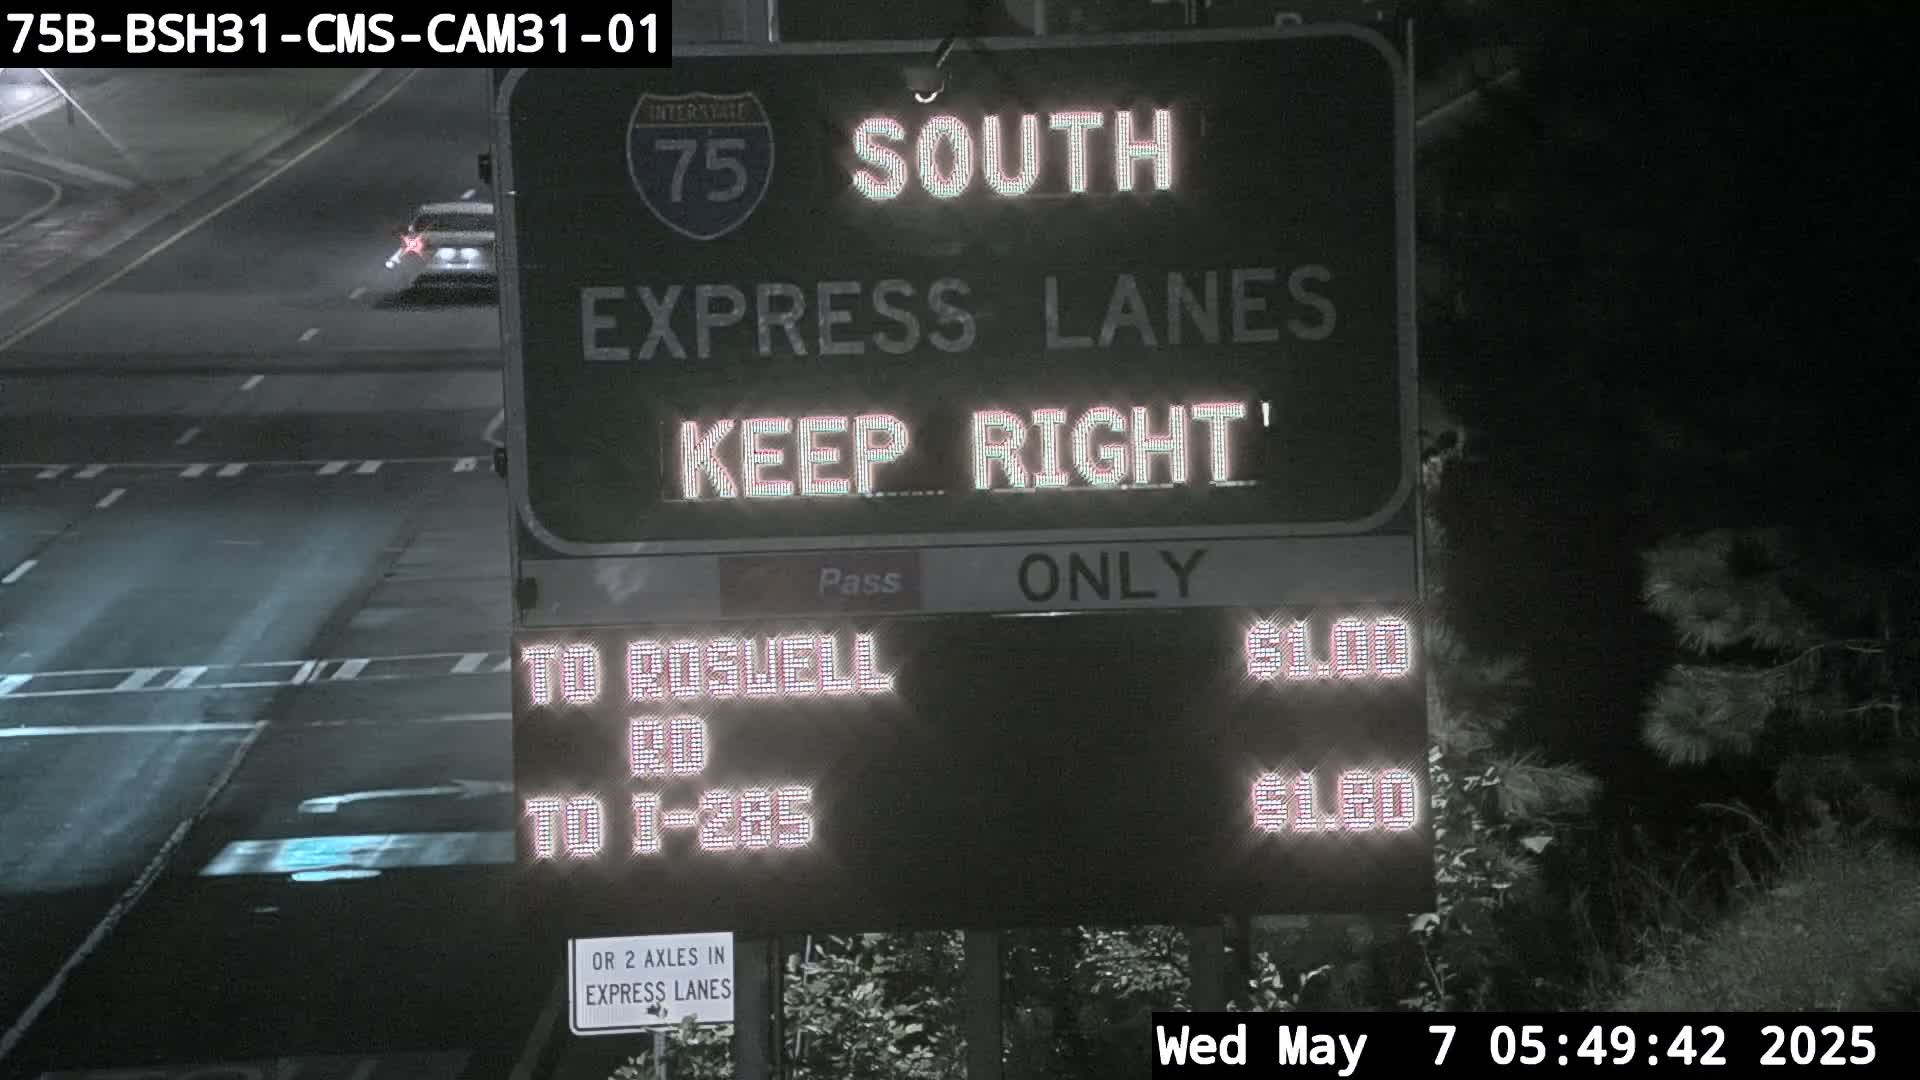 75B-BSH31-CMS-CAM31-01
INTERSTATE
75
SOUTH
EXPRESS LANES
KEEP RIGHT
Pass ONLY
TO ROSWELL $1.00
RD
TO I-285 $1.80
OR 2 AXLES IN
EXPRESS LANES
Wed May 7 05:49:42 2025